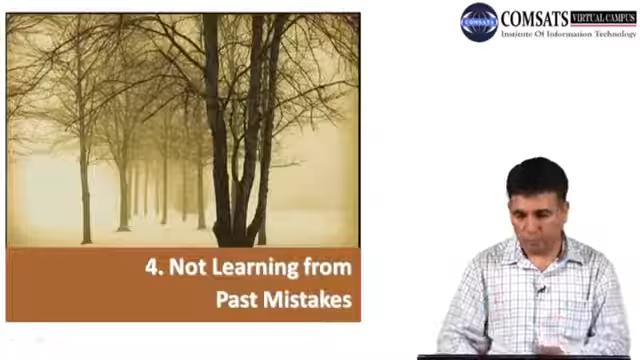 COMSATS VIRTUAL CAMPUS
Institute Of Information Technology
4. Not Learning from
Past Mistakes